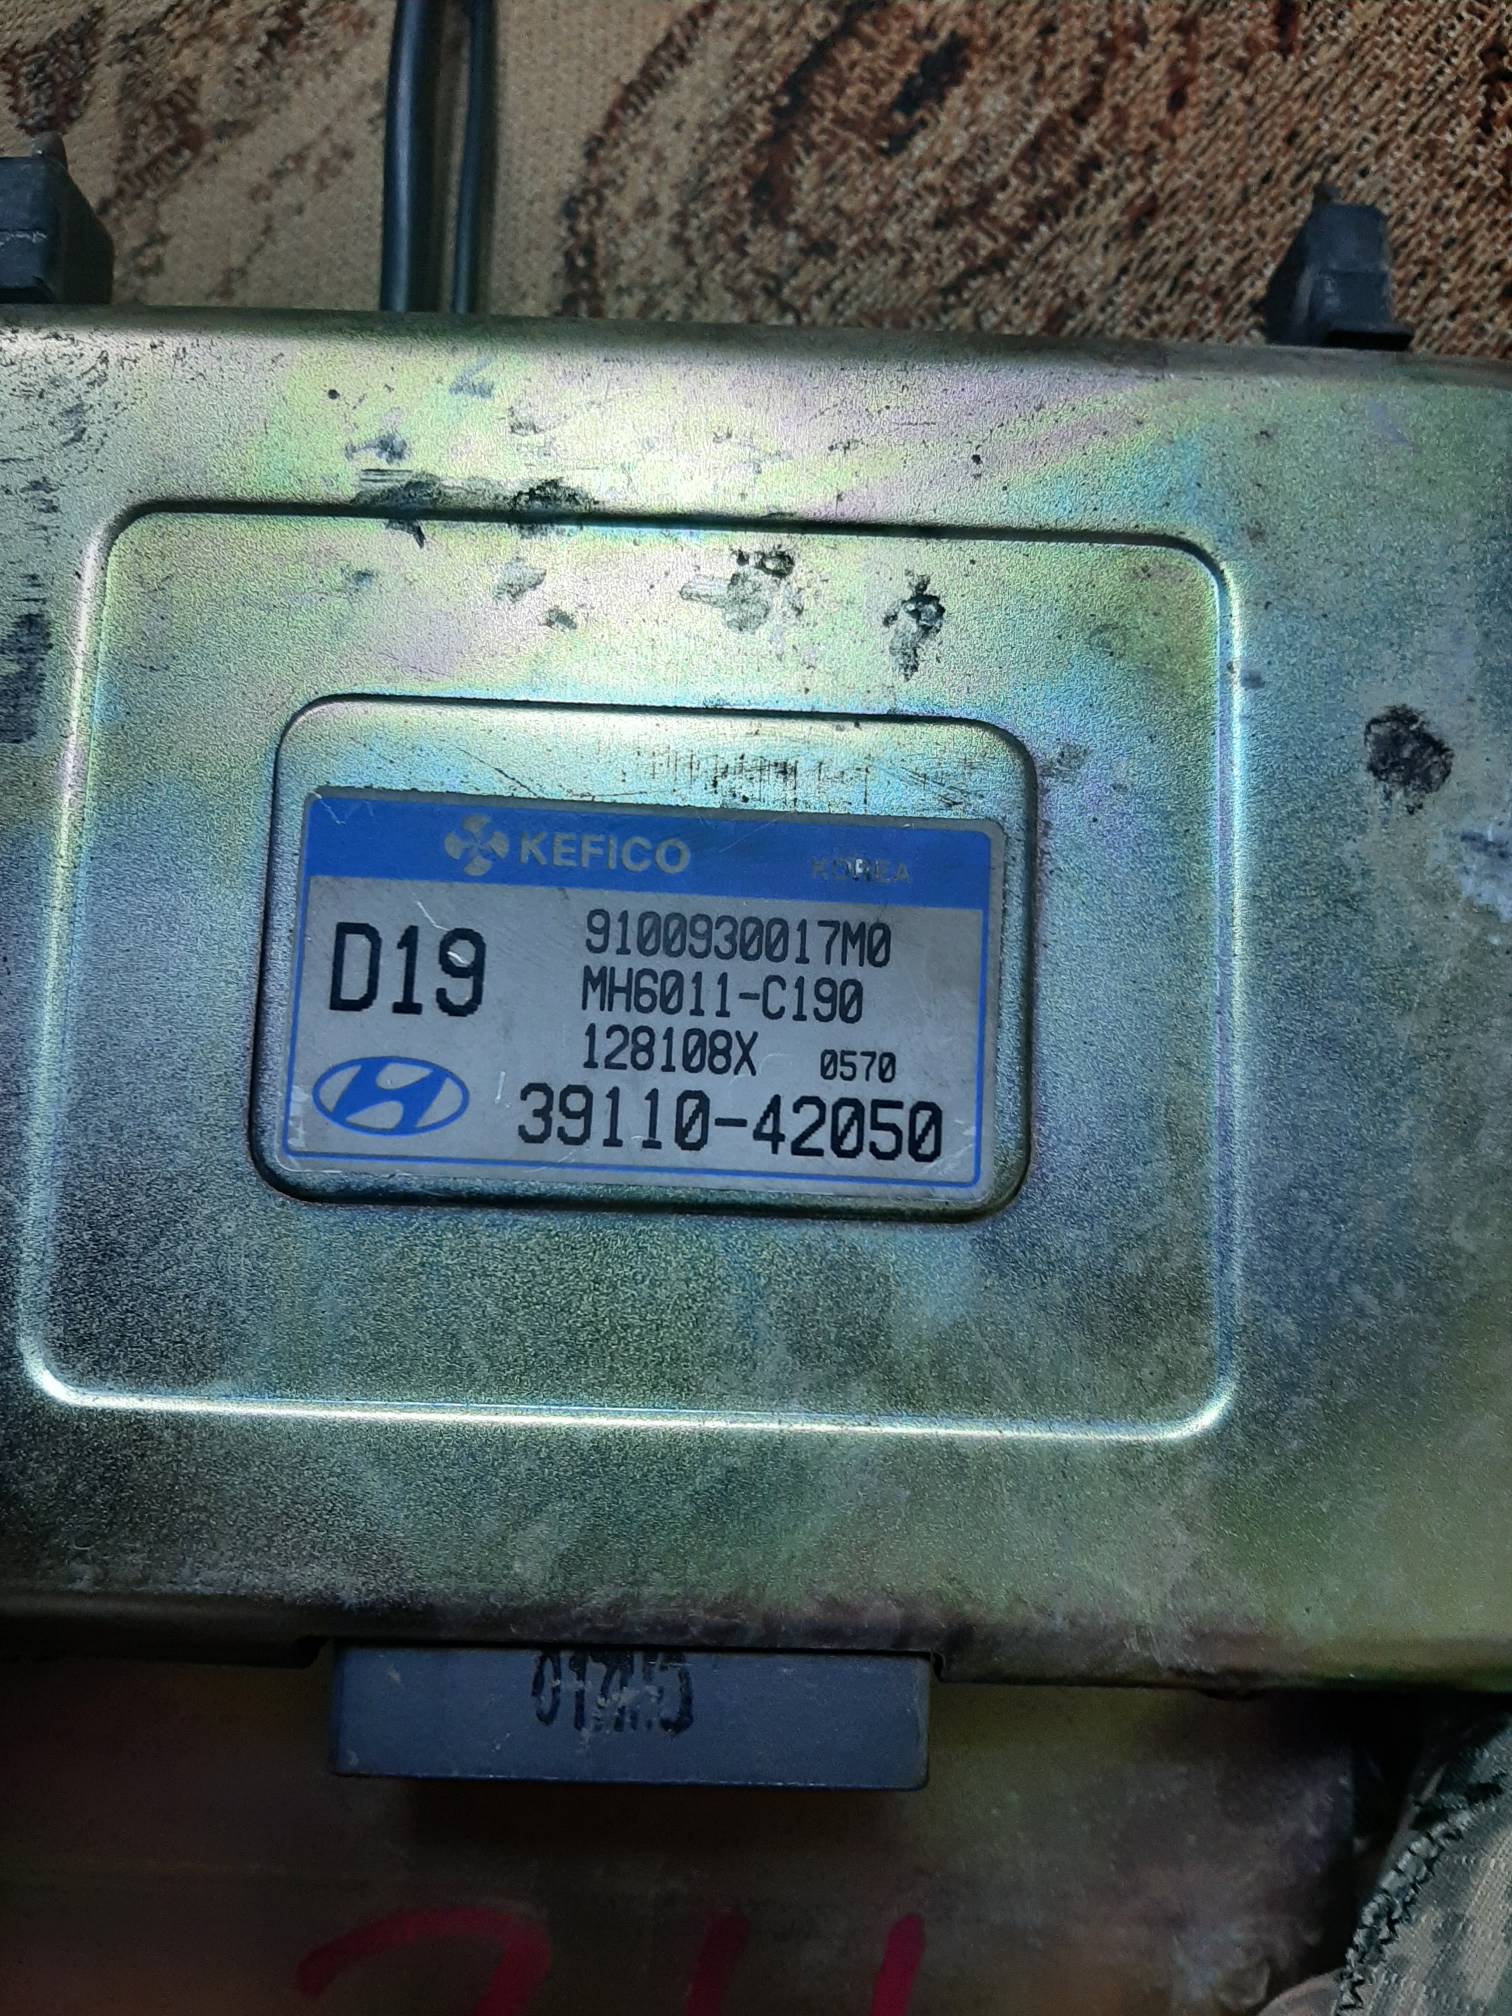 KEFICO KOREA
D19
9100930017M0
MH6011-C190
128108X 0570
39110-42050